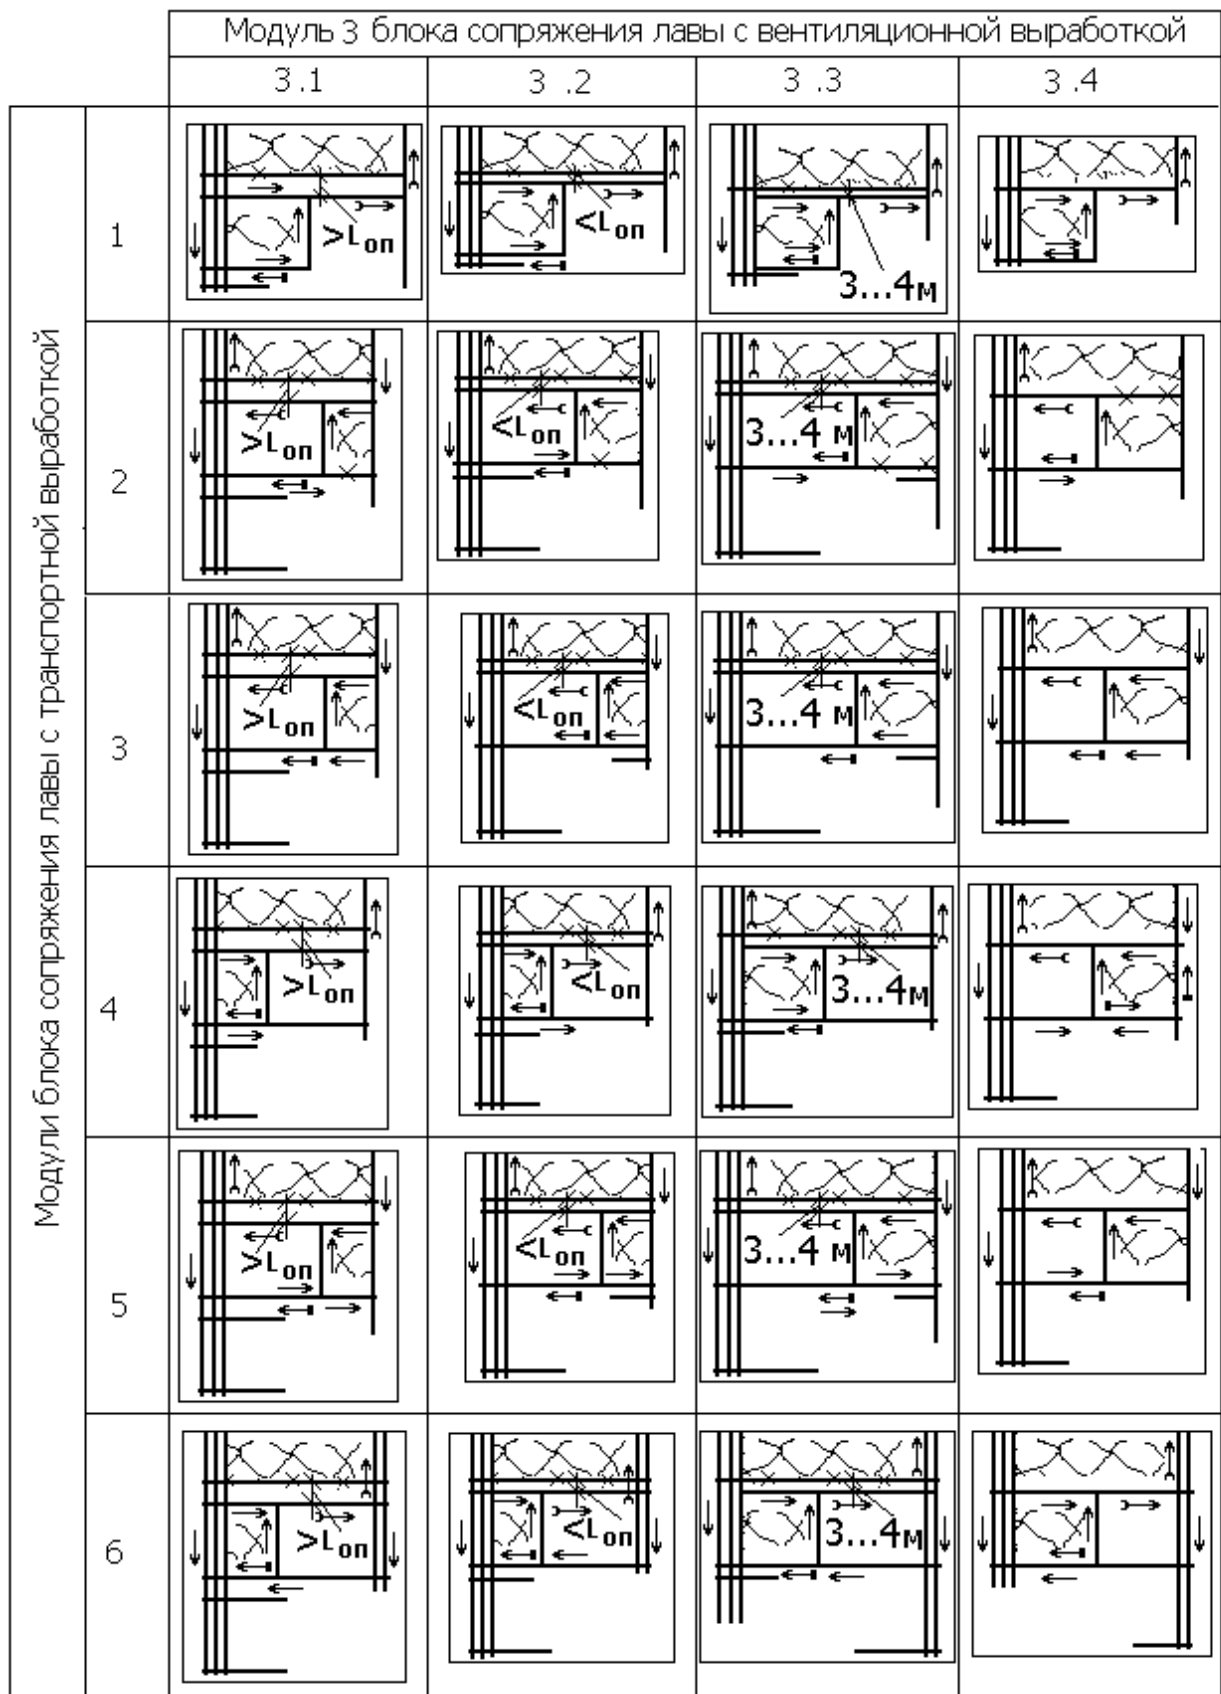 Модуль 3 блока сопряжения лавы с вентиляционной выработкой
3.1 3 .2 3 .3 3 .4
Модули блока сопряжения лавы с транспортной выработкой
1
>Lоп <Lоп 3...4м
2
>Lоп <Lоп 3...4 м
3
>Lоп <Lоп 3...4 м
4
>Lоп <Lоп 3...4м
5
>Lоп <Lоп 3...4 м
6
>Lоп <Lоп 3...4м